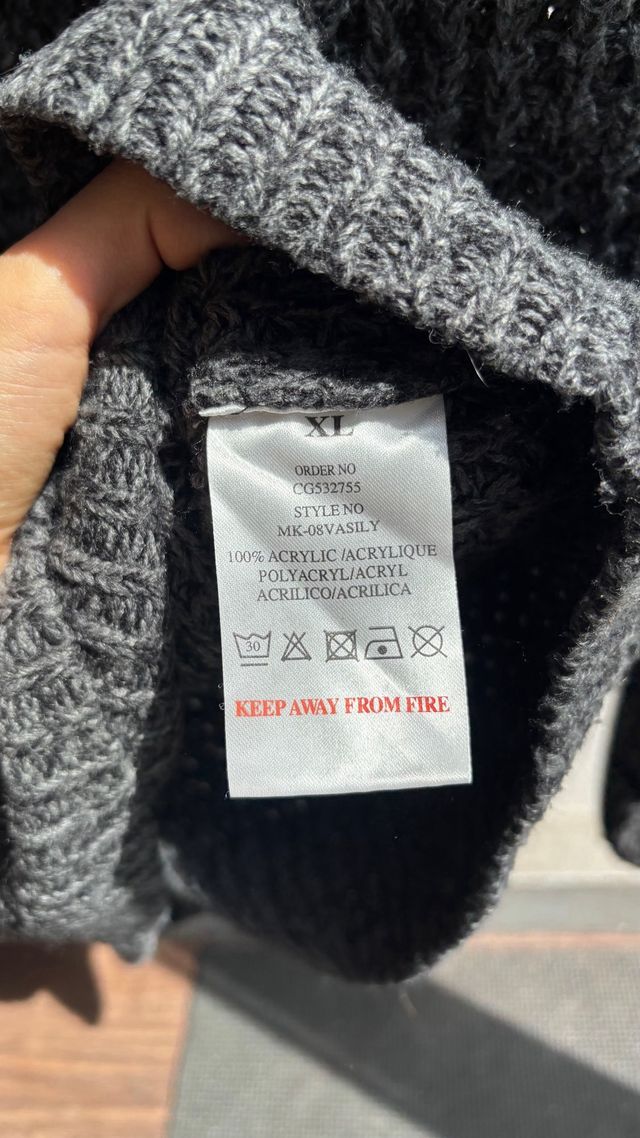 XL
ORDER NO
CG532755
STYLE NO
MK-08VASILY
100% ACRYLIC /ACRYLIQUE
POLYACRYL/ACRYL
ACRILICO/ACRILICA
30
KEEP AWAY FROM FIRE